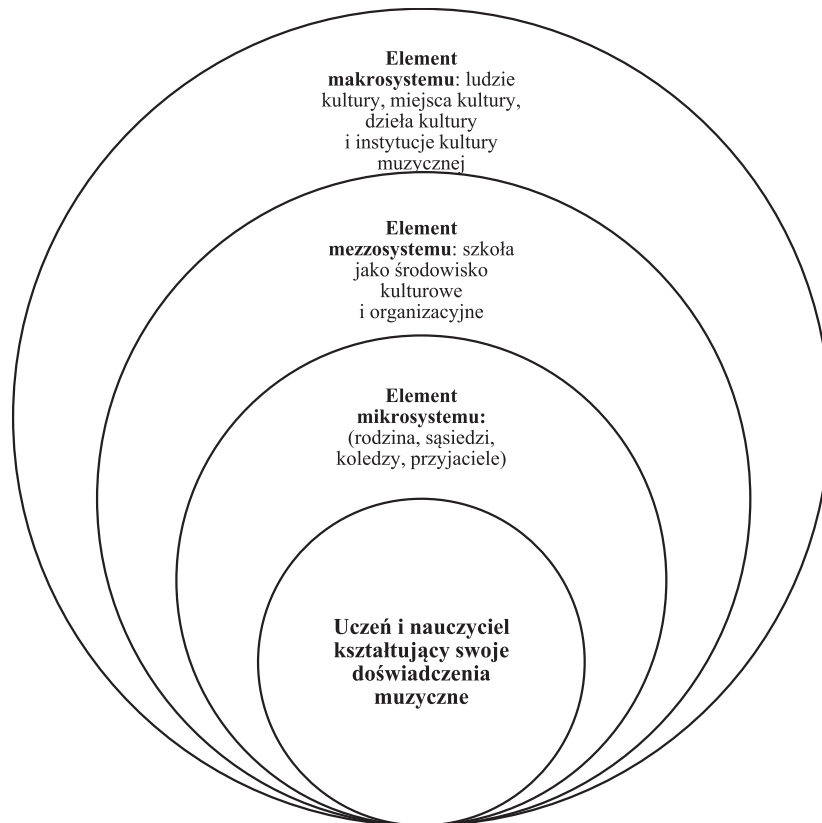 Element
makrosystemu: ludzie
kultury, miejsca kultury,
dzieła kultury
i instytucje kultury
muzycznej
Element
mezzosystemu: szkoła
jako środowisko
kulturowe
i organizacyjne
Element
mikrosystemu:
(rodzina, sąsiedzi,
koledzy, przyjaciele)
Uczeń i nauczyciel
kształtujący swoje
doświadczenia
muzyczne